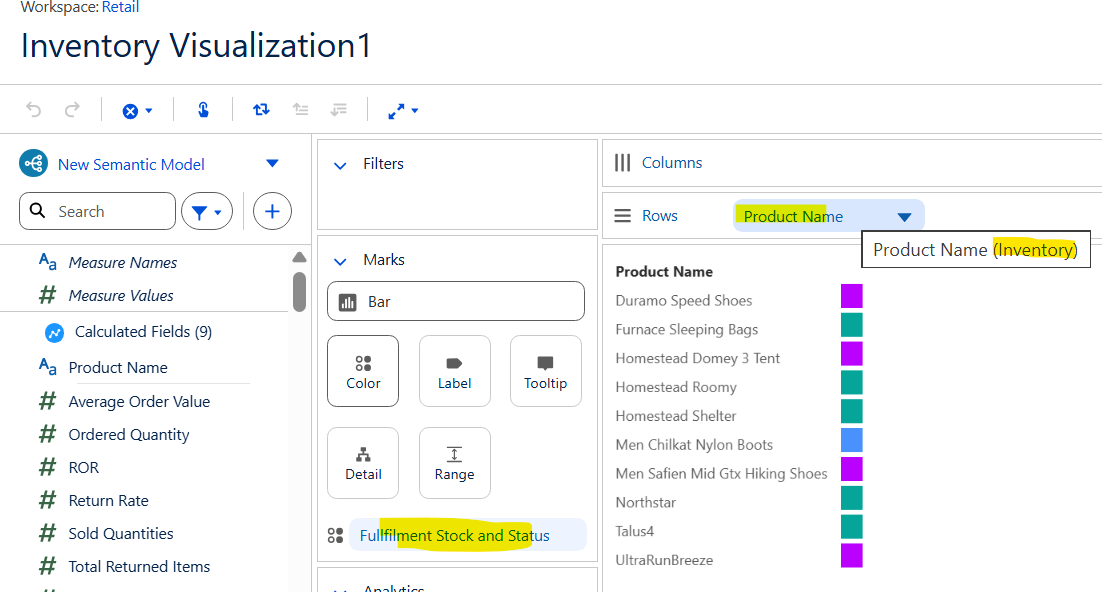 Workspace: Retail
Inventory Visualization1
New Semantic Model
Search
Measure Names
Measure Values
Calculated Fields (9)
Product Name
Average Order Value
Ordered Quantity
ROR
Return Rate
Sold Quantities
Total Returned Items
Filters
Marks
Bar
Color
Label
Tooltip
Detail
Range
Fullfilment Stock and Status
Analytics
Columns
Rows
Product Name
Product Name (Inventory)
Product Name
Duramo Speed Shoes
Furnace Sleeping Bags
Homestead Domey 3 Tent
Homestead Roomy
Homestead Shelter
Men Chilkat Nylon Boots
Men Safien Mid Gtx Hiking Shoes
Northstar
Talus4
UltraRunBreeze